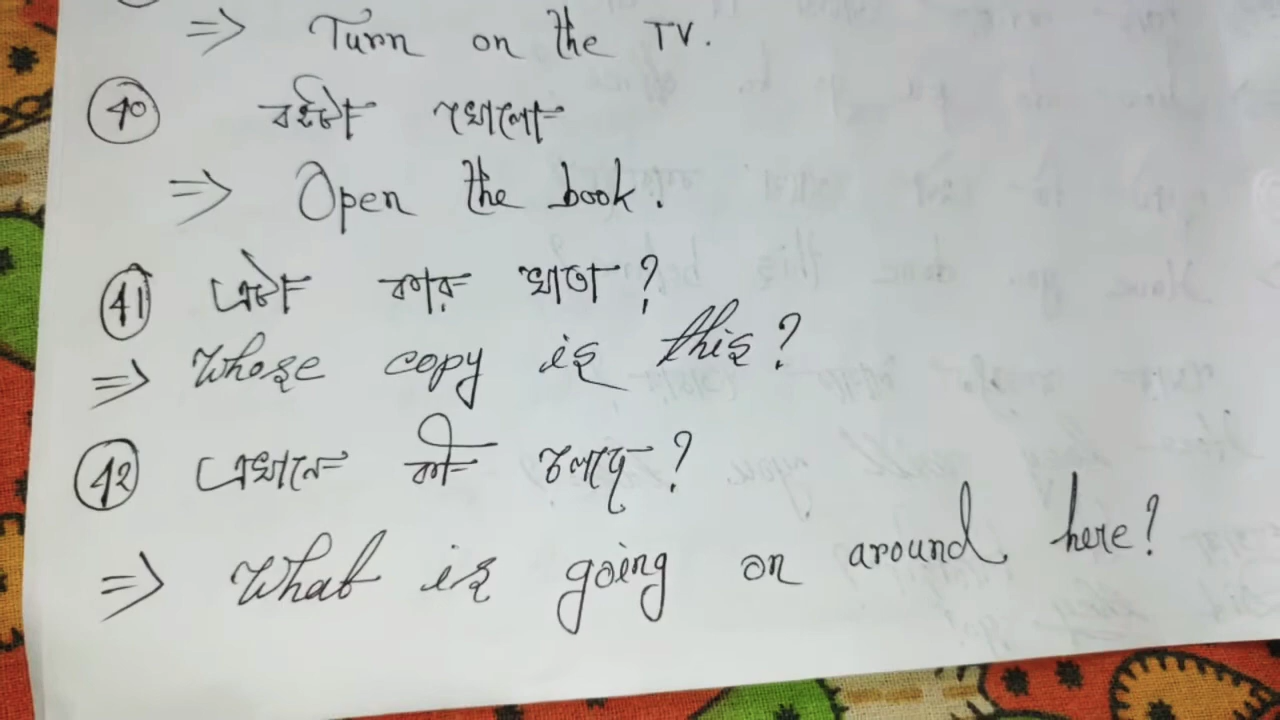 ⇒ Turn on the TV.
40 বইটা খোলো
⇒ Open the book.
41 এটা কার খাতা?
⇒ Whose copy is this?
42 এখানে কী চলছে?
⇒ What is going on around here?